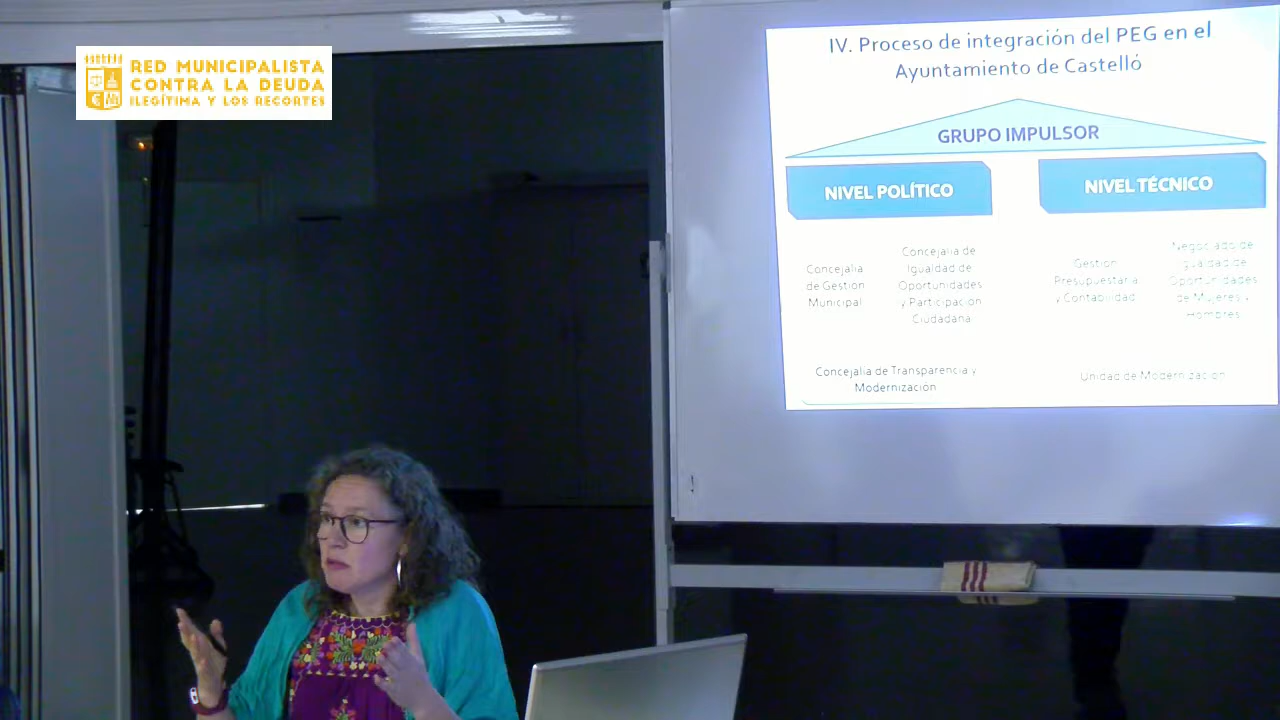 RED MUNICIPALISTA
CONTRA LA DEUDA
ILEGÍTIMA Y LOS RECORTES
IV. Proceso de integración del PEG en el
Ayuntamiento de Castelló
GRUPO IMPULSOR
NIVEL POLÍTICO
NIVEL TÉCNICO
Concejalía
de Gestión
Municipal
Concejalía de
Igualdad de
Oportunidades
y Participación
Ciudadana
Gestión
Presupuestaria
y Contabilidad
Negociado de
Igualdad de
Oportunidades
de Mujeres y
Hombres
Concejalía de Transparencia y
Modernización
Unidad de Modernización